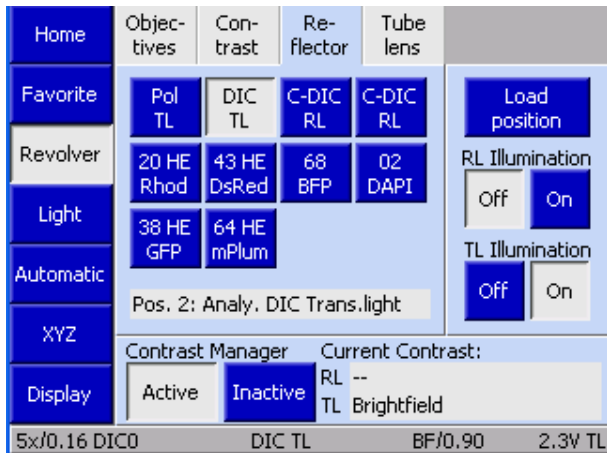 Home
Favorite
Revolver
Light
Automatic
XYZ
Display
Objec-
tives
Con-
trast
Re-
flector
Tube
lens
Pol
TL
DIC
TL
C-DIC
RL
C-DIC
RL
20 HE
Rhod
43 HE
DsRed
68
BFP
02
DAPI
38 HE
GFP
64 HE
mPlum
Pos. 2: Analy. DIC Trans.light
Load
position
RL Illumination
Off On
TL Illumination
Off On
Contrast Manager
Active Inactive
Current Contrast:
RL --
TL Brightfield
5x/0.16 DIC0 DIC TL BF/0.90 2.3V TL